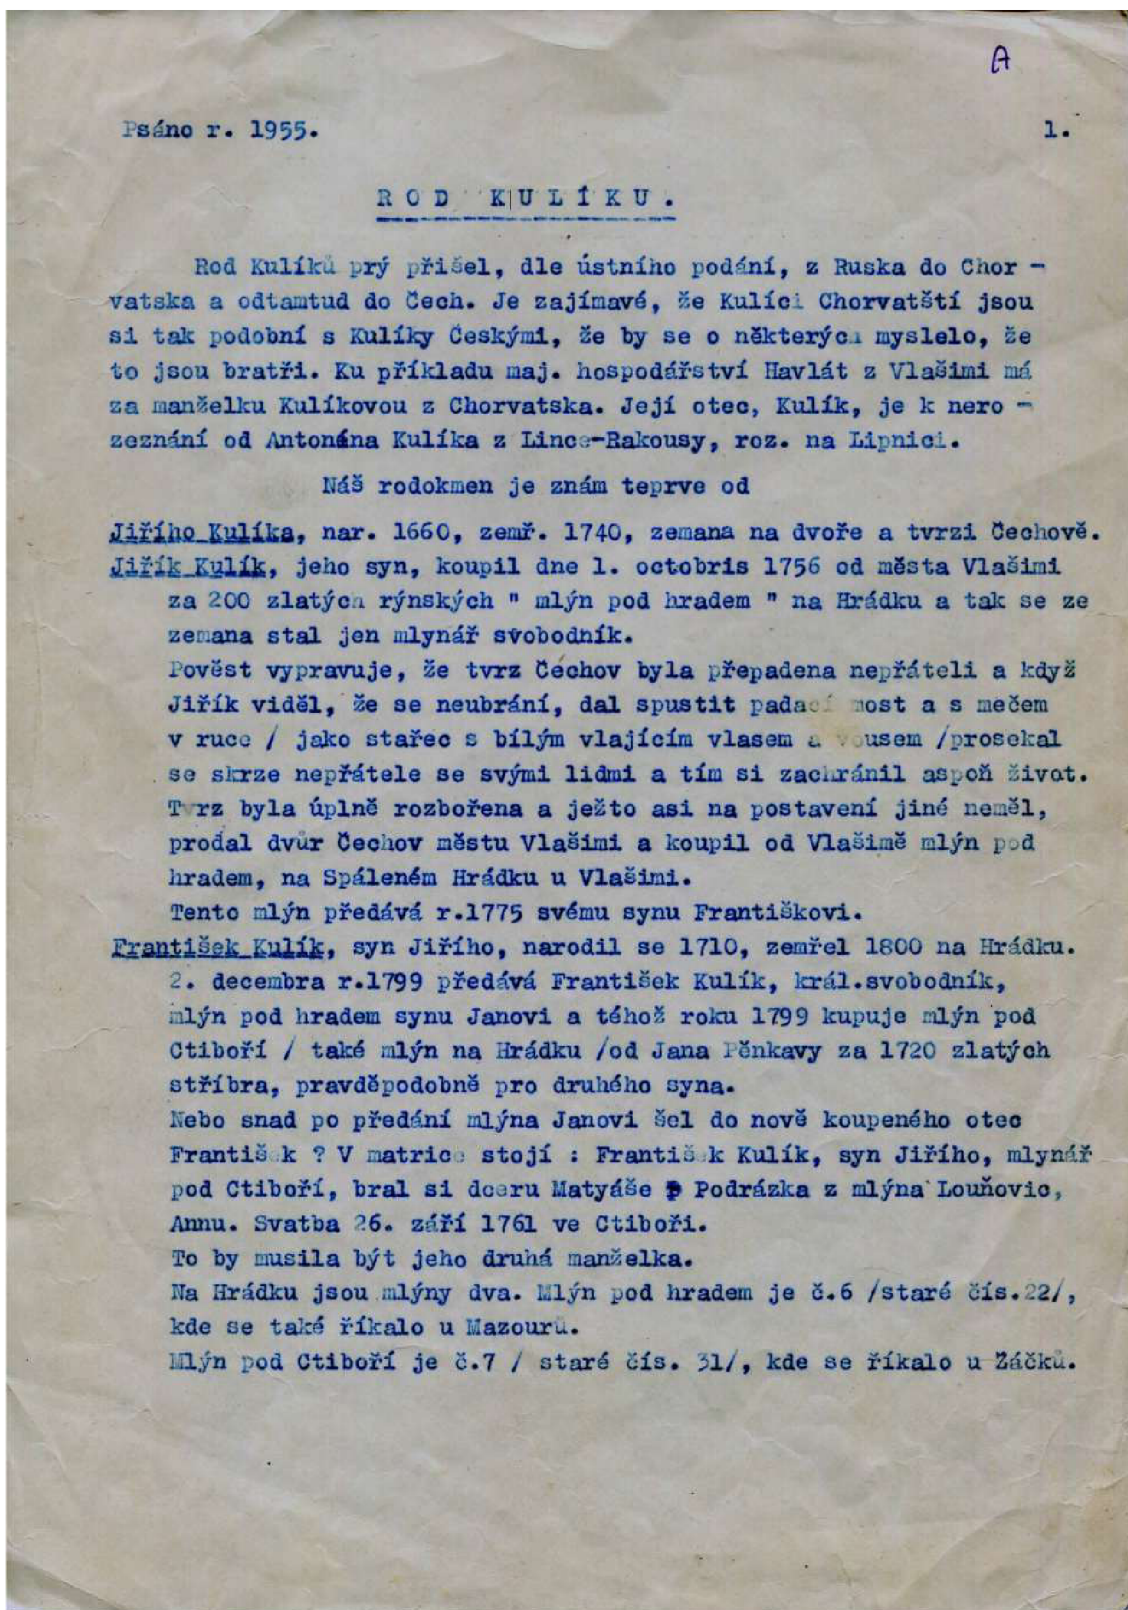 A
Psáno r. 1955. 1.
ROD KULÍKU.
Rod Kulíků prý přišel, dle ústního podání, z Ruska do Chor -
vatska a odtamtud do Čech. Je zajímavé, že Kulíci Chorvatští jsou
si tak podobní s Kulíky Českými, že by se o některých myslelo, že
to jsou bratři. Ku příkladu maj. hospodářství Havlát z Vlašimi má
za manželku Kulíkovou z Chorvatska. Její otec, Kulík, je k nero -
zeznání od Antonína Kulíka z Lince-Rakousy, roz. na Lipnici.
Náš rodokmen je znám teprve od
Jiřího Kulíka, nar. 1660, zemř. 1740, zemana na dvoře a tvrzi Čechově.
Jiřík Kulík, jeho syn, koupil dne 1. octobris 1756 od města Vlašimi
za 200 zlatých rýnských " mlýn pod hradem " na Hrádku a tak se ze
zemana stal jen mlynář svobodník.
Pověst vypravuje, že tvrz Čechov byla přepadena nepřáteli a když
Jiřík viděl, že se neubrání, dal spustit padací most a s mečem
v ruce / jako stařec s bílým vlajícím vlasem a vousem /prosekal
se skrze nepřátele se svými lidmi a tím si zachránil aspoň život.
Tvrz byla úplně rozbořena a ježto asi na postavení jiné neměl,
prodal dvůr Čechov městu Vlašimi a koupil od Vlašimě mlýn pod
hradem, na Spáleném Hrádku u Vlašimi.
Tento mlýn předává r.1775 svému synu Františkovi.
František Kulík, syn Jiřího, narodil se 1710, zemřel 1800 na Hrádku.
2. decembra r.1799 předává František Kulík, král.svobodník,
mlýn pod hradem synu Janovi a téhož roku 1799 kupuje mlýn pod
Ctiboří / také mlýn na Hrádku /od Jana Pěnkavy za 1720 zlatých
stříbra, pravděpodobně pro druhého syna.
Nebo snad po předání mlýna Janovi šel do nově koupeného otec
František ? V matrice stojí : František Kulík, syn Jiřího, mlynář
pod Ctiboří, bral si dceru Matyáše Podrázka z mlýna Louňovic,
Annu. Svatba 26. září 1761 ve Ctiboři.
To by musila být jeho druhá manželka.
Na Hrádku jsou mlýny dva. Mlýn pod hradem je č.6 /staré čís.22/,
kde se také říkalo u Mazourů.
Mlýn pod Ctiboří je č.7 / staré čís. 31/, kde se říkalo u Žáčků.